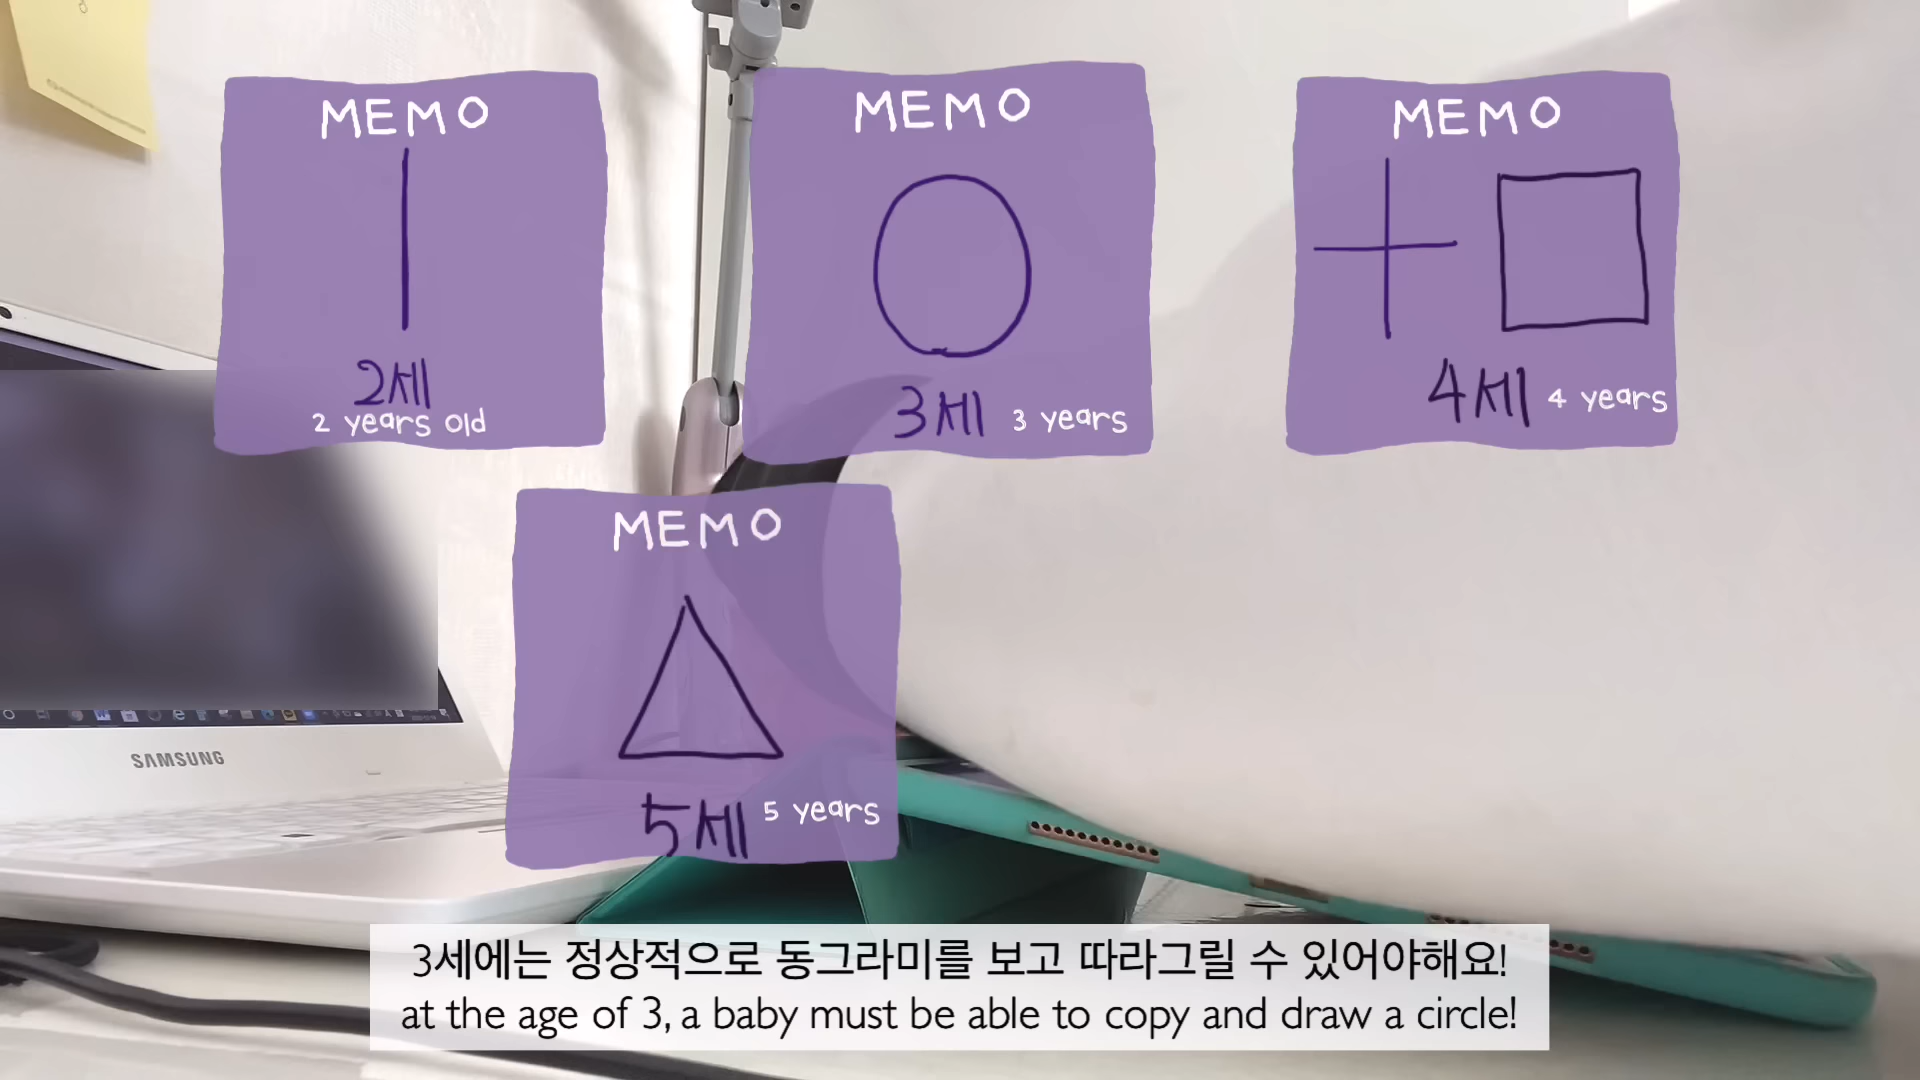 MEMO
2세
2 years old
MEMO
3세 3 years
MEMO
4세 4 years
MEMO
5세 5 years
SAMSUNG
3세에는 정상적으로 동그라미를 보고 따라그릴 수 있어야해요!
at the age of 3, a baby must be able to copy and draw a circle!